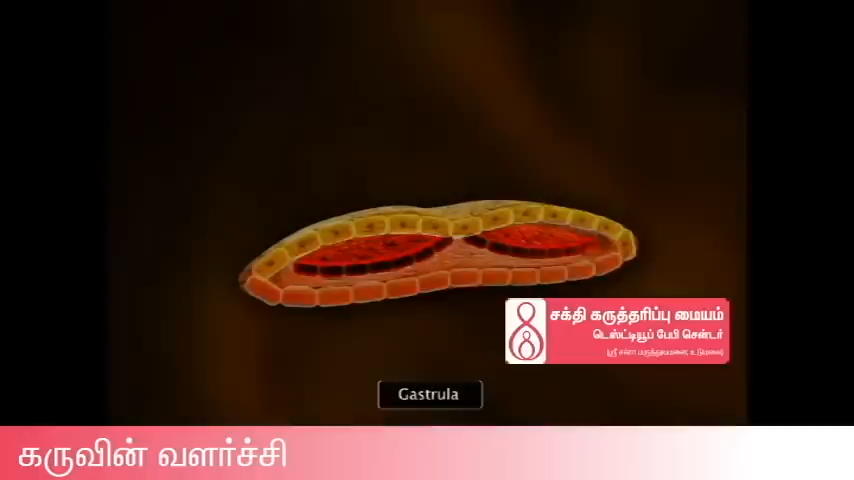 சக்தி கருத்தரிப்பு மையம்
டெஸ்ட்டியூப் பேபி சென்டர்
Gastrula
கருவின் வளர்ச்சி